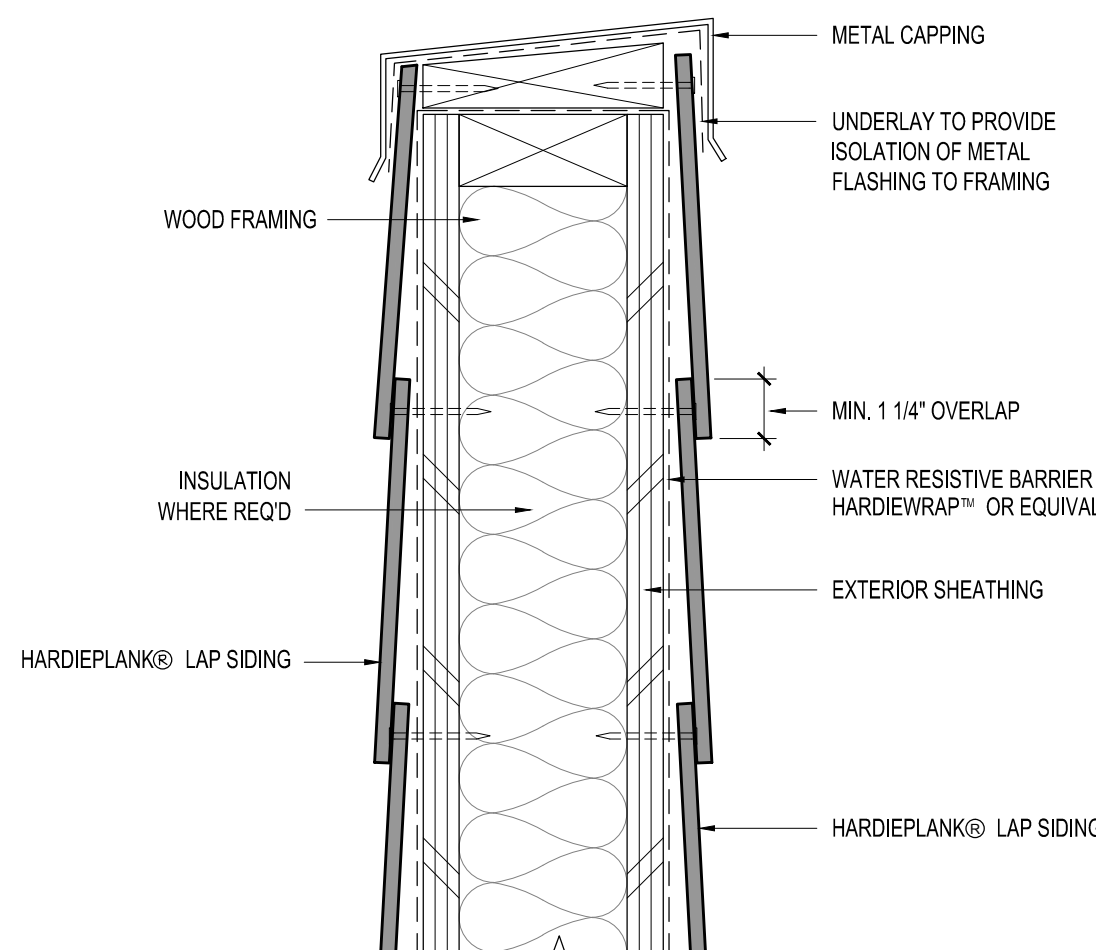 METAL CAPPING
UNDERLAY TO PROVIDE
ISOLATION OF METAL
FLASHING TO FRAMING
WOOD FRAMING
MIN. 1 1/4" OVERLAP
INSULATION
WHERE REQ'D
WATER RESISTIVE BARRIER
HARDIEWRAP™ OR
EXTERIOR SHEATHING
HARDIEPLANK® LAP SIDING
HARDIEPLANK® LAP SIDING